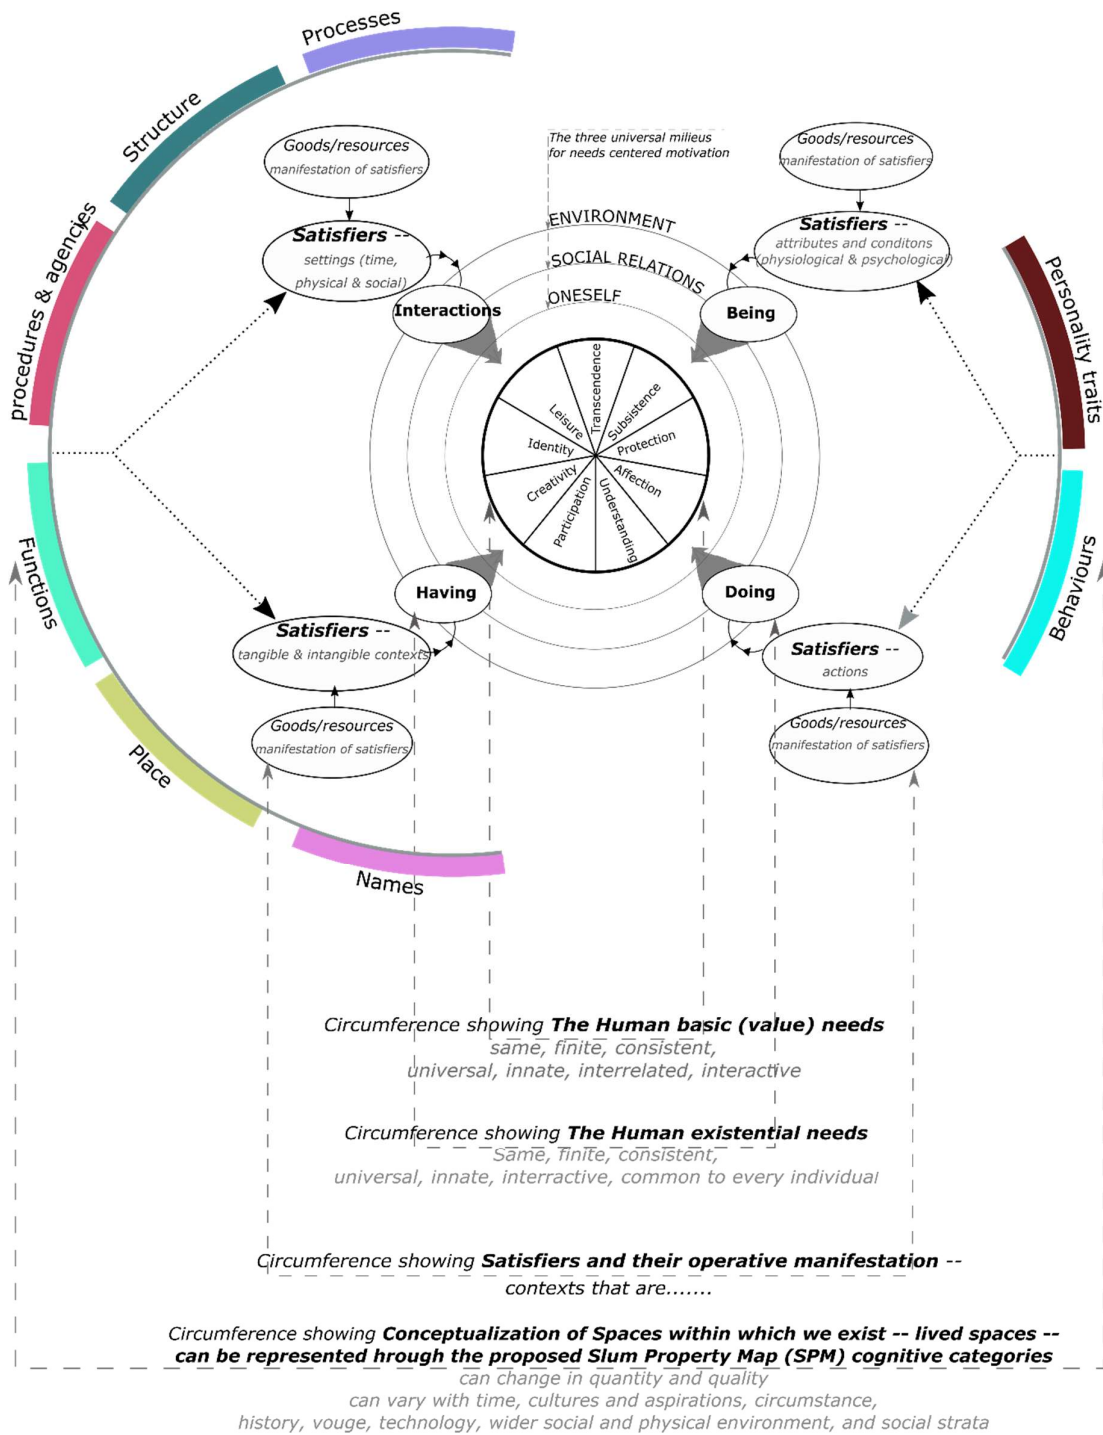 Processes
Structure
procedures & agencies
Functions
Place
Names
Personality traits
Behaviours
The three universal milieus
for needs centered motivation
ENVIRONMENT
SOCIAL RELATIONS
ONESELF
Goods/resources
manifestation of satisfiers
Satisfiers --
settings (time,
physical & social)
Interactions
Goods/resources
manifestation of satisfiers
Satisfiers --
attributes and conditons
(physiological & psychological)
Being
Transcendence
Subsistence
Protection
Affection
Understanding
Participation
Creativity
Identity
Leisure
Having
Satisfiers --
tangible & intangible contexts
Goods/resources
manifestation of satisfiers
Doing
Satisfiers --
actions
Goods/resources
manifestation of satisfiers
Circumference showing The Human basic (value) needs
same, finite, consistent,
universal, innate, interrelated, interactive
Circumference showing The Human existential needs
Same, finite, consistent,
universal, innate, interractive, common to every individual
Circumference showing Satisfiers and their operative manifestation --
contexts that are.......
Circumference showing Conceptualization of Spaces within which we exist -- lived spaces --
can be represented hrough the proposed Slum Property Map (SPM) cognitive categories
can change in quantity and quality
can vary with time, cultures and aspirations, circumstance,
history, vouge, technology, wider social and physical environment, and social strata